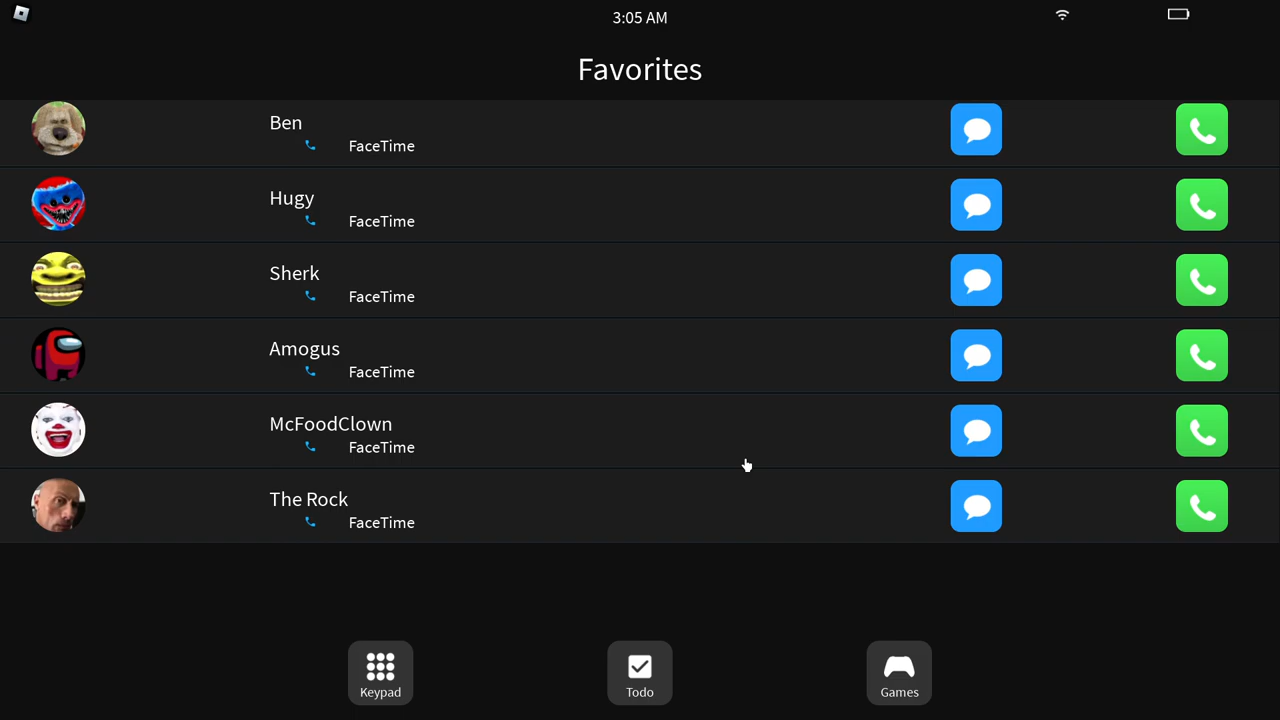 3:05 AM
Favorites
Ben
FaceTime
Hugy
FaceTime
Sherk
FaceTime
Amogus
FaceTime
McFoodClown
FaceTime
The Rock
FaceTime
Keypad
Todo
Games